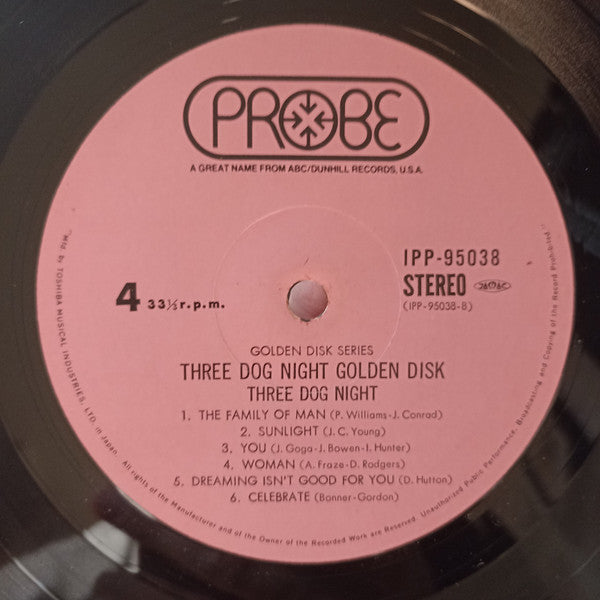 PROBE
A GREAT NAME FROM ABC/DUNHILL RECORDS, U.S.A.
IPP-95038
4 33⅓ r.p.m.
STEREO
(IPP-95038-B)
GOLDEN DISK SERIES
THREE DOG NIGHT GOLDEN DISK
THREE DOG NIGHT
1. THE FAMILY OF MAN (P. Williams-J. Conrad)
2. SUNLIGHT (J. C. Young)
3. YOU (J. Goga-J. Bowen-I. Hunter)
4. WOMAN (A. Fraze-D. Rodgers)
5. DREAMING ISN'T GOOD FOR YOU (D. Hutton)
6. CELEBRATE (Bonner-Gordon)
"Mfd. by TOSHIBA MUSICAL INDUSTRIES, LTD. in Japan. All rights of the Manufacturer and of the Owner of the Recorded Work are Reserved. Unauthorized Public Performance, Broadcasting and Copying of the Record Prohibited."